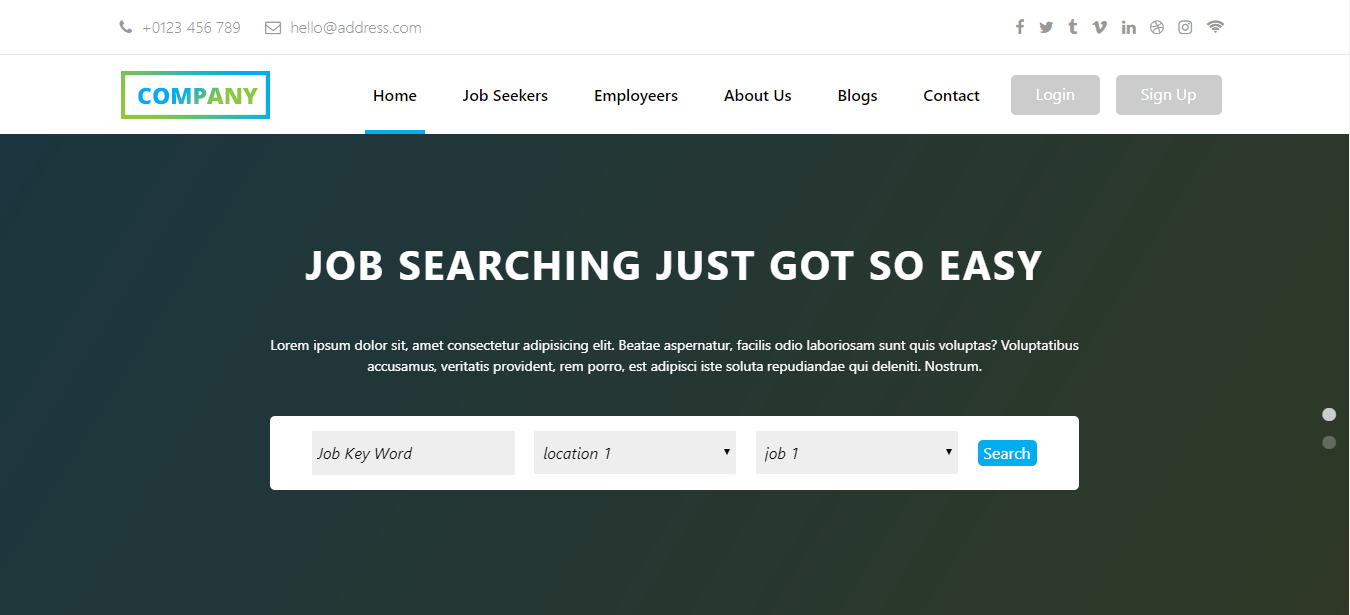 +0123 456 789 hello@address.com
COMPANY Home Job Seekers Employeers About Us Blogs Contact Login Sign Up
JOB SEARCHING JUST GOT SO EASY
Lorem ipsum dolor sit, amet consectetur adipisicing elit. Beatae aspernatur, facilis odio laboriosam sunt quis voluptas? Voluptatibus
accusamus, veritatis provident, rem porro, est adipisci iste soluta repudiandae qui deleniti. Nostrum.
Job Key Word location 1 job 1 Search